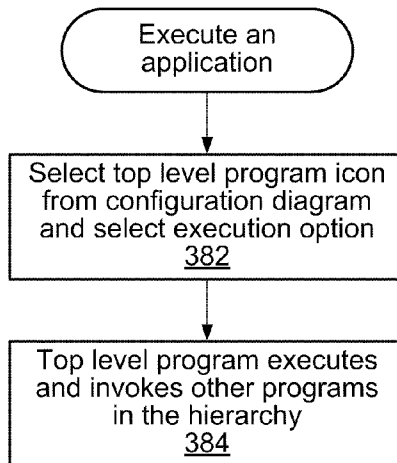 Execute an
application
Select top level program icon
from configuration diagram
and select execution option
382
Top level program executes
and invokes other programs
in the hierarchy
384